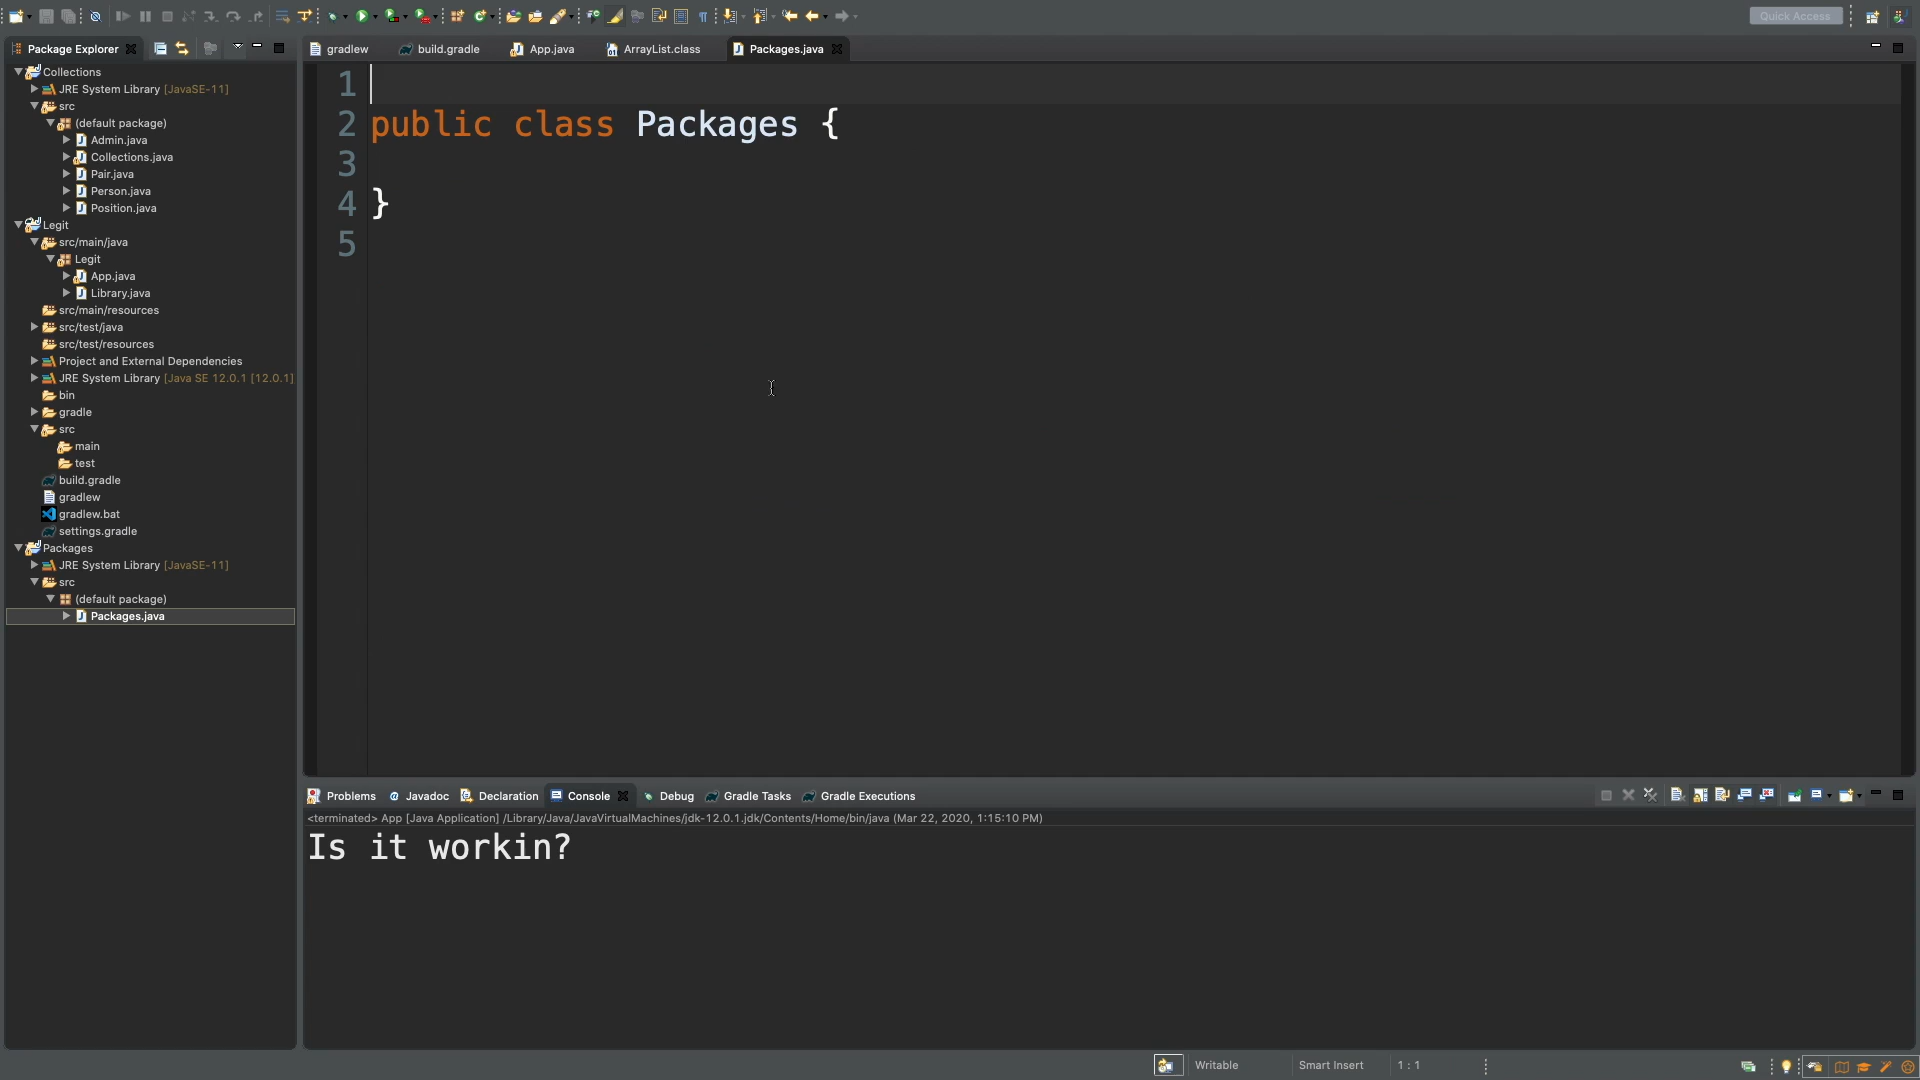 Quick Access
Package Explorer
gradlew
build.gradle
App.java
ArrayList.class
Packages.java
Collections
JRE System Library [JavaSE-11]
src
(default package)
Admin.java
Collections.java
Pair.java
Person.java
Position.java
Legit
src/main/java
Legit
App.java
Library.java
src/main/resources
src/test/java
src/test/resources
Project and External Dependencies
JRE System Library [Java SE 12.0.1 [12.0.1]
bin
gradle
src
main
test
build.gradle
gradlew
gradlew.bat
settings.gradle
Packages
JRE System Library [JavaSE-11]
src
(default package)
Packages.java
1
2 public class Packages {
3
4 }
5
Problems
Javadoc
Declaration
Console
Debug
Gradle Tasks
Gradle Executions
<terminated> App [Java Application] /Library/Java/JavaVirtualMachines/jdk-12.0.1.jdk/Contents/Home/bin/java (Mar 22, 2020, 1:15:10 PM)
Is it workin?
Writable
Smart Insert
1 : 1